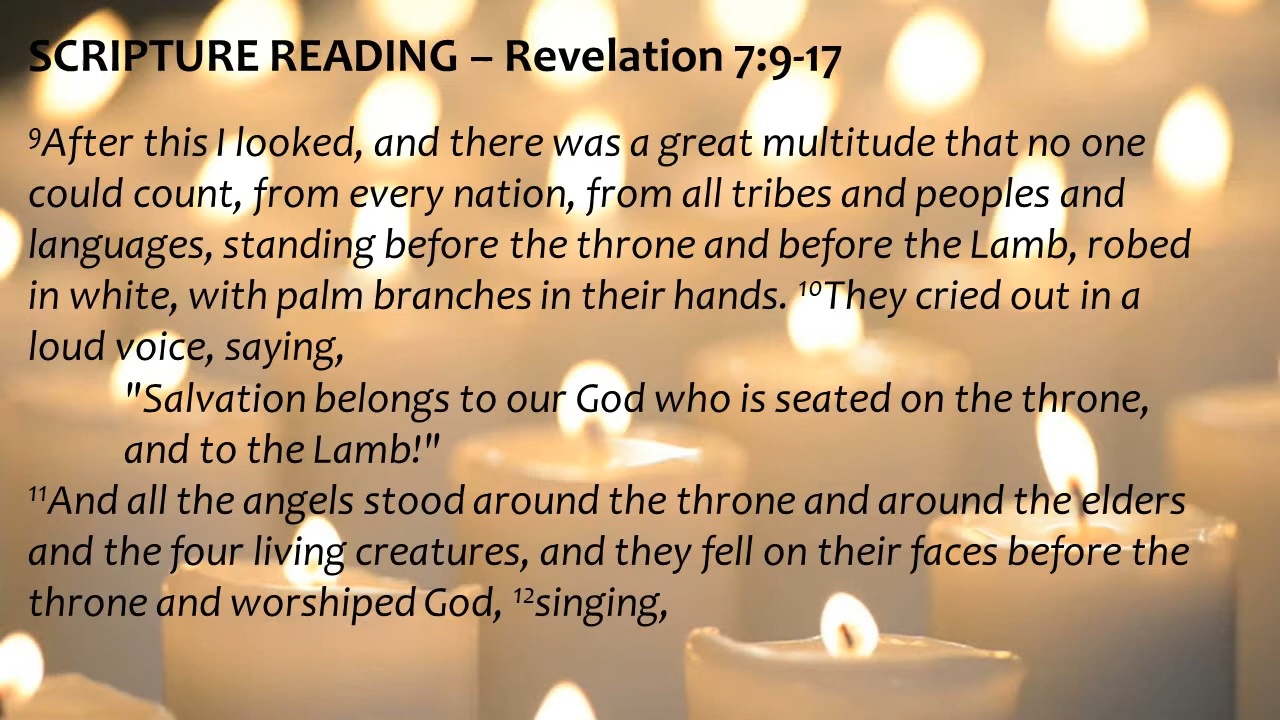 SCRIPTURE READING – Revelation 7:9-17
⁹After this I looked, and there was a great multitude that no one
could count, from every nation, from all tribes and peoples and
languages, standing before the throne and before the Lamb, robed
in white, with palm branches in their hands. ¹⁰They cried out in a
loud voice, saying,
"Salvation belongs to our God who is seated on the throne,
and to the Lamb!"
¹¹And all the angels stood around the throne and around the elders
and the four living creatures, and they fell on their faces before the
throne and worshiped God, ¹²singing,